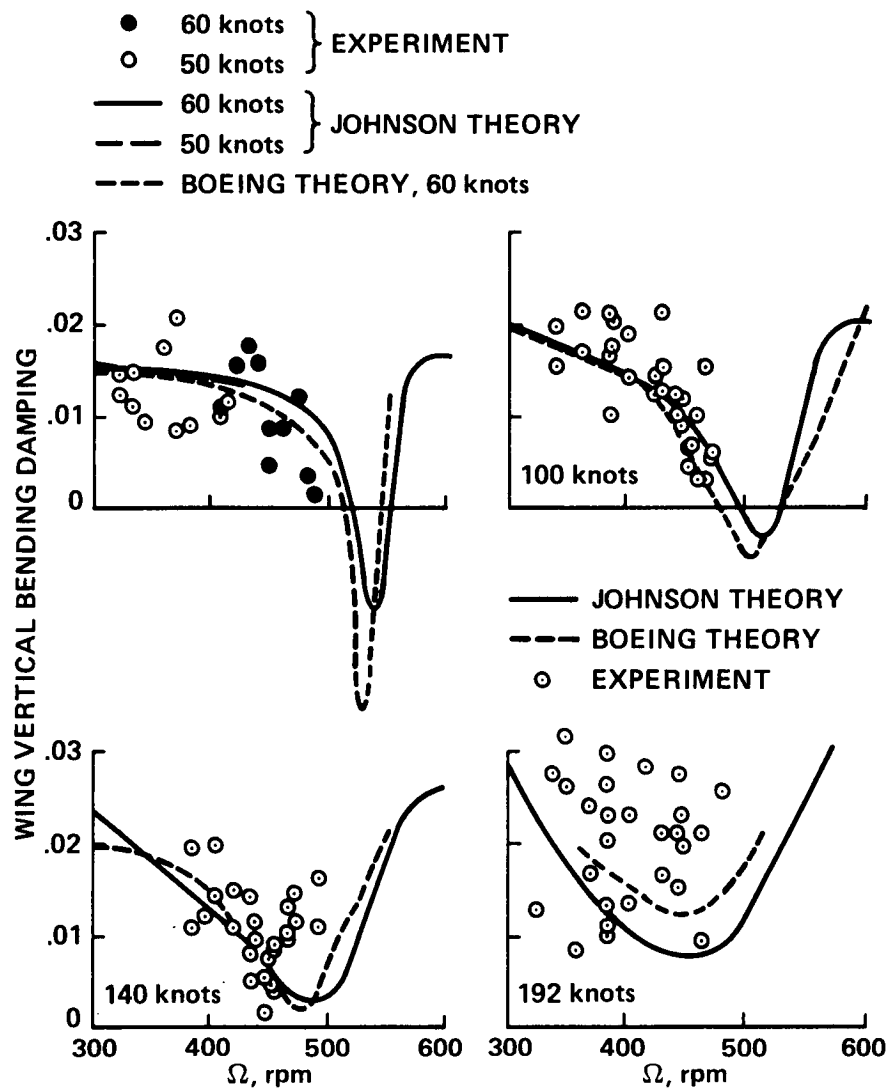 60 knots
50 knots
EXPERIMENT
60 knots
50 knots
JOHNSON THEORY
BOEING THEORY, 60 knots
WING VERTICAL BENDING DAMPING
.03
.02
.01
0
400
100 knots
JOHNSON THEORY
BOEING THEORY
EXPERIMENT
.03
.02
.01
0
140 knots
192 knots
300 400 500 600
300 400 500 600
Ω, rpm
Ω, rpm